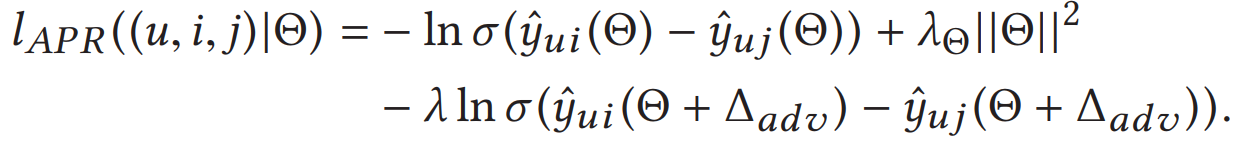 l_{APR}((u, i, j)|Θ) = − ln σ(ŷ_{ui}(Θ) − ŷ_{uj}(Θ)) + λ_Θ||Θ||²
− λ ln σ(ŷ_{ui}(Θ + Δ_{adv}) − ŷ_{uj}(Θ + Δ_{adv})).